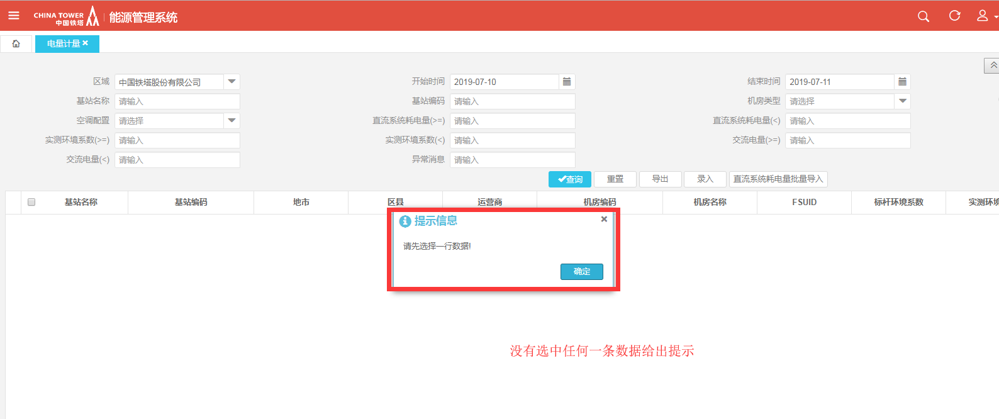 CHINA TOWER
中国铁塔
能源管理系统
电量计量
区域 中国铁塔股份有限公司 开始时间 2019-07-10 结束时间 2019-07-11
基站名称 请输入 基站编码 请输入 机房类型 请选择
空调配置 请选择 直流系统耗电量(>=) 请输入 直流系统耗电量(<) 请输入
实测环境系数(>=) 请输入 实测环境系数(<) 请输入 交流电量(>=) 请输入
交流电量(<) 请输入 异常消息 请输入
查询 重置 导出 录入 直流系统耗电量批量导入
基站名称 基站编码 地市 区县 运营商 机房编码 机房名称 FSUID 标杆环境系数 实测环
提示信息
请先选择一行数据!
确定
没有选中任何一条数据给出提示